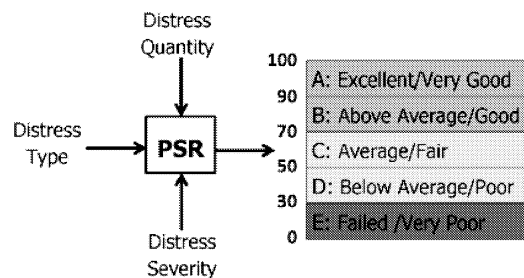 Distress
Quantity
Distress
Type
PSR
Distress
Severity
100
A: Excellent/Very Good
90
B: Above Average/Good
70
C: Average/Fair
50
D: Below Average/Poor
30
E: Failed /Very Poor
0